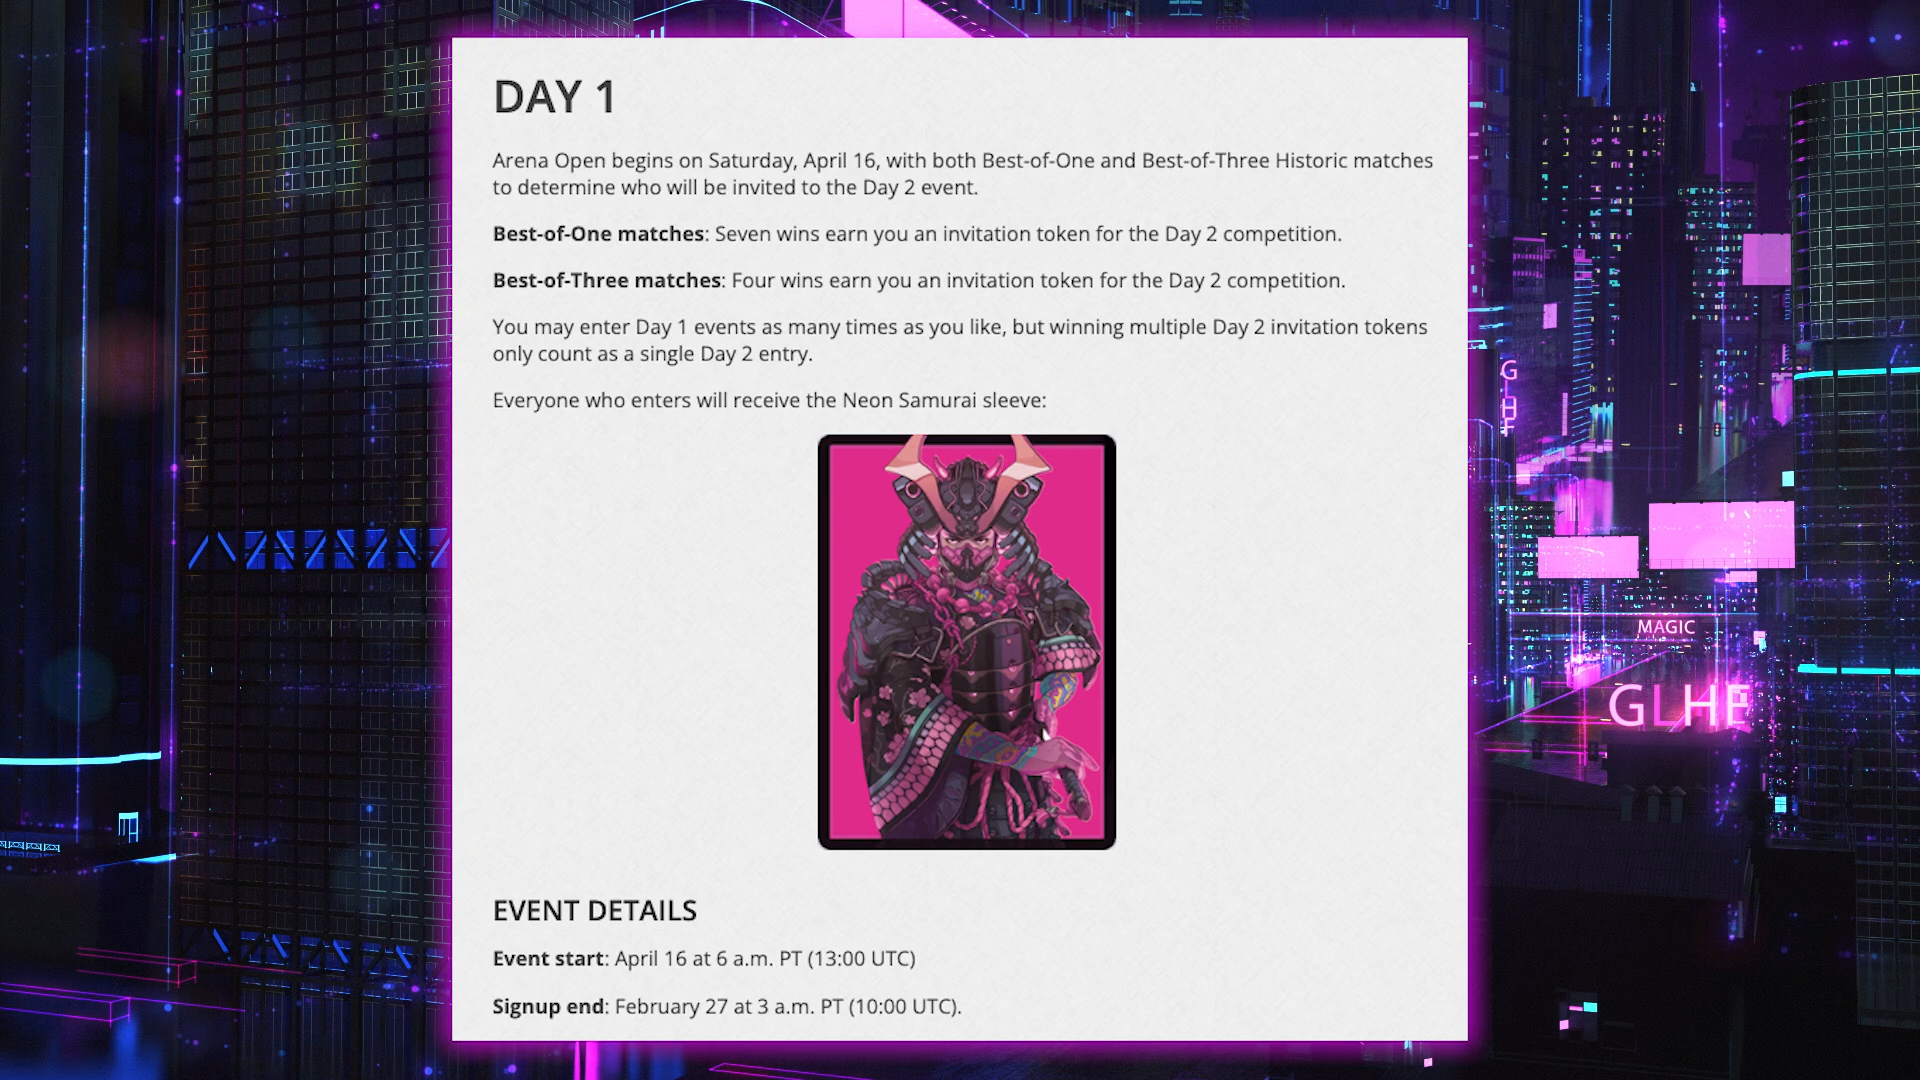 DAY 1
Arena Open begins on Saturday, April 16, with both Best-of-One and Best-of-Three Historic matches
to determine who will be invited to the Day 2 event.
Best-of-One matches: Seven wins earn you an invitation token for the Day 2 competition.
Best-of-Three matches: Four wins earn you an invitation token for the Day 2 competition.
You may enter Day 1 events as many times as you like, but winning multiple Day 2 invitation tokens
only count as a single Day 2 entry.
Everyone who enters will receive the Neon Samurai sleeve:
EVENT DETAILS
Event start: April 16 at 6 a.m. PT (13:00 UTC)
Signup end: February 27 at 3 a.m. PT (10:00 UTC).
MAGIC
GLHF